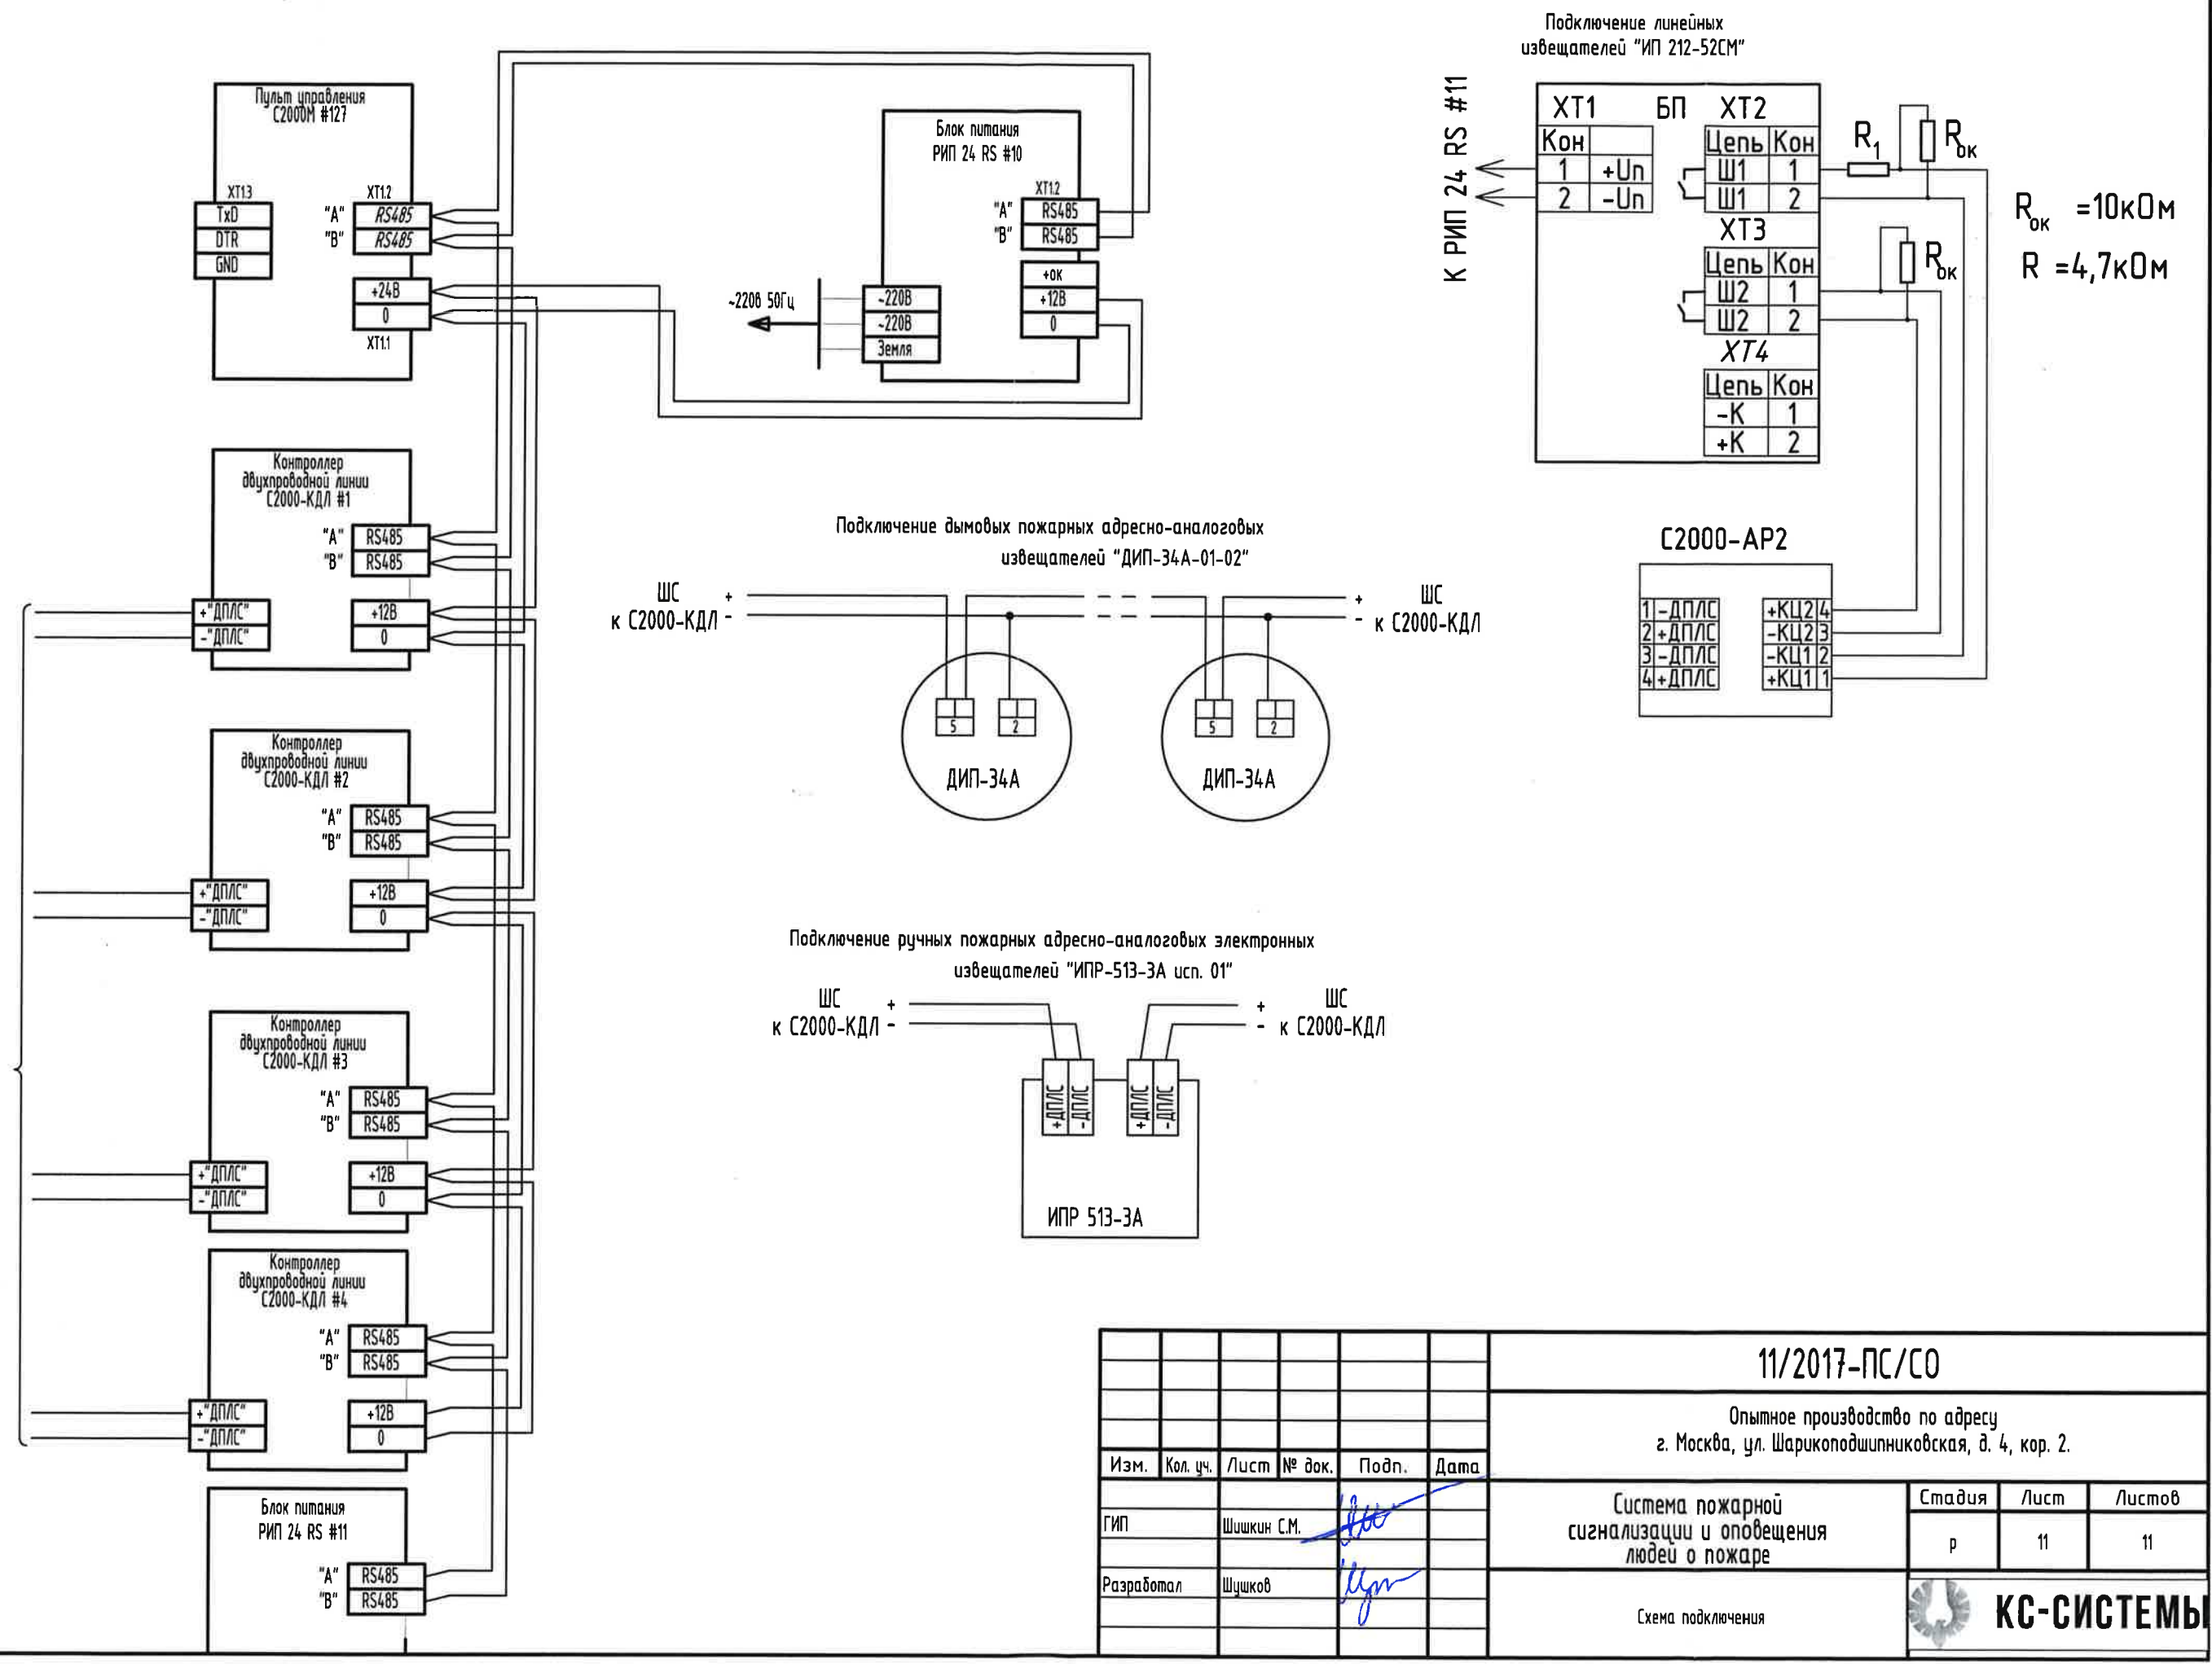 Пульт управления
С2000М #127
XT1.3
TxD
DTR
GND
XT1.2
"А" RS485
"В" RS485
+24В
0
XT1.1
Блок питания
РИП 24 RS #10
XT1.2
"А" RS485
"В" RS485
+ОК
+12В
0
~220в 50Гц
~220В
~220В
Земля
Контроллер
двухпроводной линии
С2000-КДЛ #1
"А" RS485
"В" RS485
+"ДПЛС"
-"ДПЛС"
+12В
0
Контроллер
двухпроводной линии
С2000-КДЛ #2
"А" RS485
"В" RS485
+"ДПЛС"
-"ДПЛС"
+12В
0
Контроллер
двухпроводной линии
С2000-КДЛ #3
"А" RS485
"В" RS485
+"ДПЛС"
-"ДПЛС"
+12В
0
Контроллер
двухпроводной линии
С2000-КДЛ #4
"А" RS485
"В" RS485
+"ДПЛС"
-"ДПЛС"
+12В
0
Блок питания
РИП 24 RS #11
"А" RS485
"В" RS485
Подключение дымовых пожарных адресно-аналоговых
извещателей "ДИП-34А-01-02"
ШС +
к С2000-КДЛ -
+ ШС
- к С2000-КДЛ
5 2
ДИП-34А
5 2
ДИП-34А
Подключение ручных пожарных адресно-аналоговых электронных
извещателей "ИПР-513-3А исп. 01"
ШС +
к С2000-КДЛ -
+ ШС
- к С2000-КДЛ
+ДПЛС
-ДПЛС
+ДПЛС
-ДПЛС
ИПР 513-3А
Подключение линейных
извещателей "ИП 212-52СМ"
К РИП 24 RS #11
XT1 БП XT2
Кон
1 +Uп
2 -Uп
Цепь Кон
Ш1 1
Ш1 2
XT3
Цепь Кон
Ш2 1
Ш2 2
XT4
Цепь Кон
-К 1
+К 2
R1
Rок
Rок
Rок =10кОм
R =4,7кОм
С2000-АР2
1 -ДПЛС
2 +ДПЛС
3 -ДПЛС
4 +ДПЛС
+КЦ2 4
-КЦ2 3
-КЦ1 2
+КЦ1 1
11/2017-ПС/СО
Опытное производство по адресу
г. Москва, ул. Шарикоподшипниковская, д. 4, кор. 2.
Изм. Кол. уч. Лист № док. Подп. Дата
ГИП Шишкин С.М.
Разработал Шушков
Система пожарной
сигнализации и оповещения
людей о пожаре
Стадия Лист Листов
р 11 11
Схема подключения
КС-СИСТЕМЫ